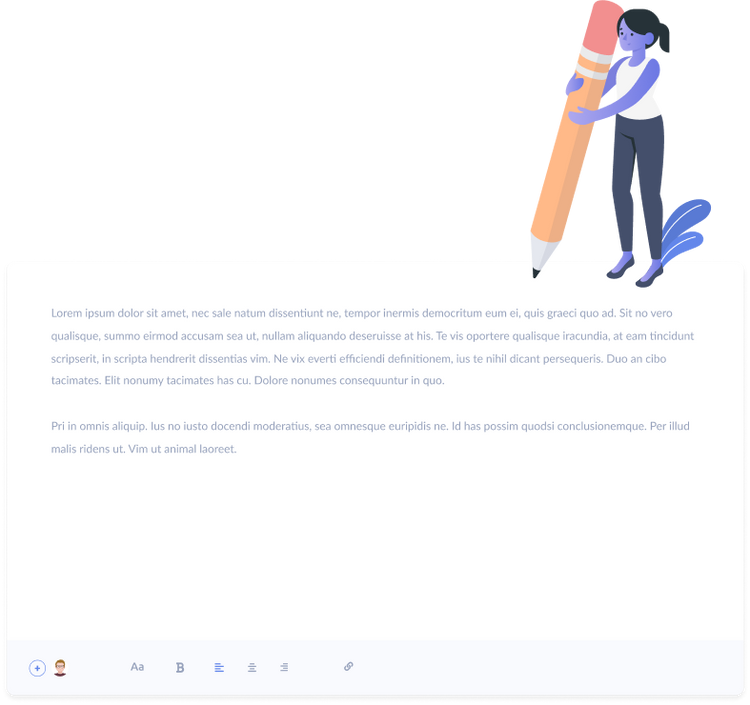 Lorem ipsum dolor sit amet, nec sale natum dissentiunt ne, tempor inermis democritum eum ei, quis graeci quo ad. Sit no vero
qualisque, summo eirmod accusam sea ut, nullam aliquando deseruisse at his. Te vis oportere qualisque iracundia, at eam tincidunt
scripserit, in scripta hendrerit dissentias vim. Ne vix everti efficiendi definitionem, ius te nihil dicant persequeris. Duo an cibo
tacimates. Elit nonumy tacimates has cu. Dolore nonumes consequuntur in quo.
Pri in omnis aliquip. Ius no iusto docendi moderatius, sea omnesque euripidis ne. Id has possim quodsi conclusionemque. Per illud
malis ridens ut. Vim ut animal laoreet.
Aa B